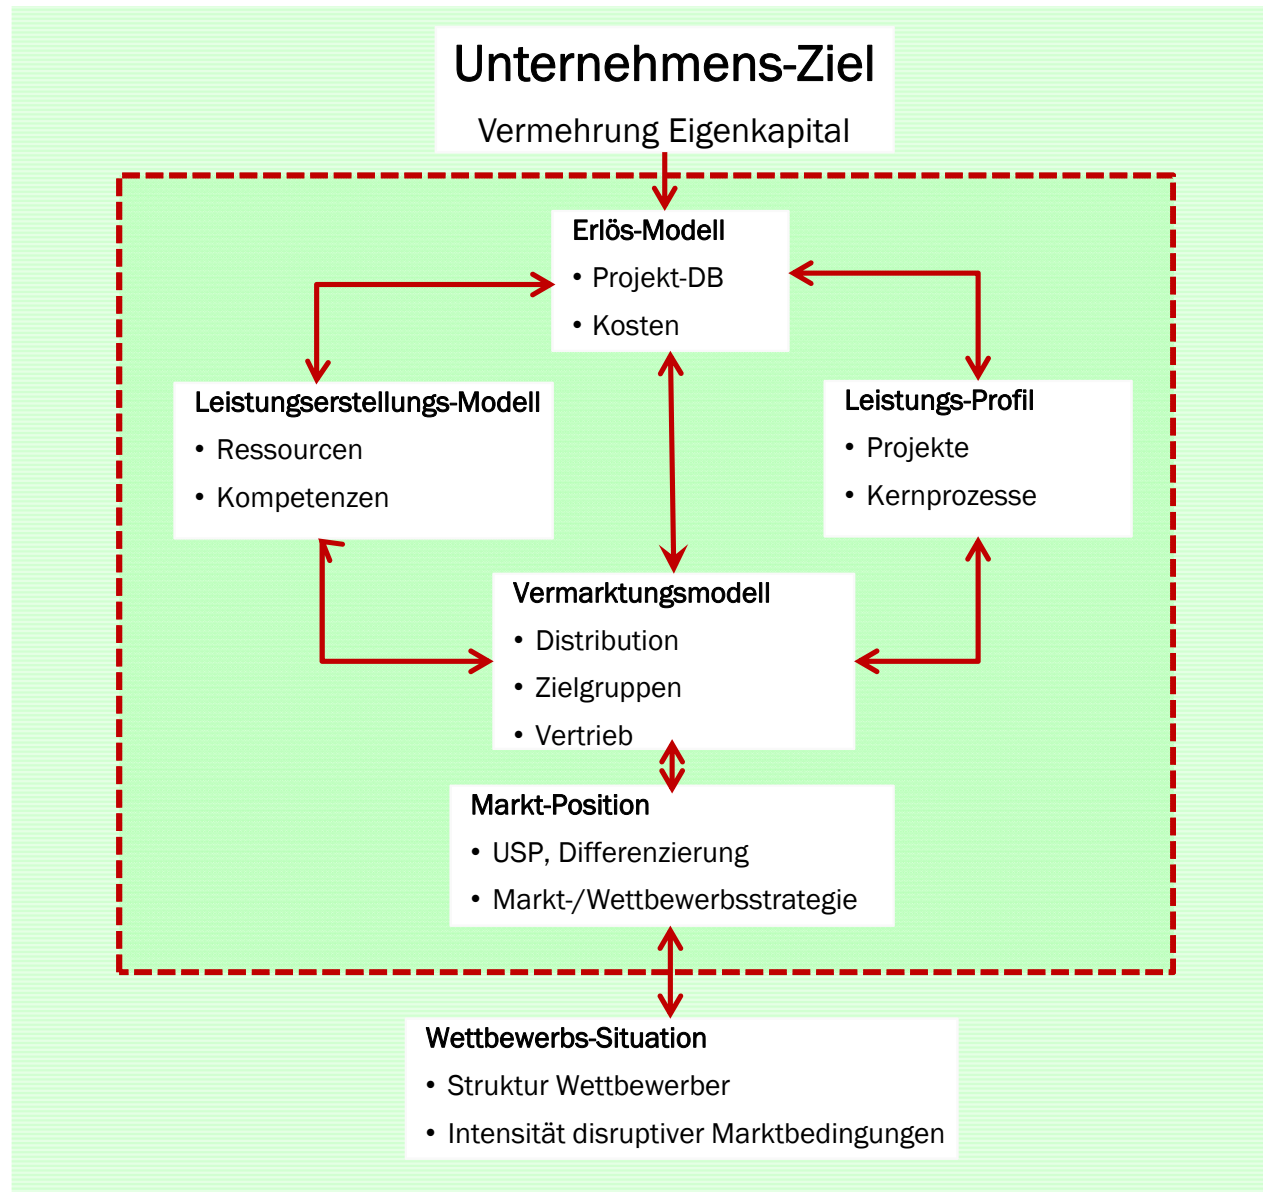 Unternehmens-Ziel
Vermehrung Eigenkapital
Erlös-Modell
• Projekt-DB
• Kosten
Leistungserstellungs-Modell
• Ressourcen
• Kompetenzen
Leistungs-Profil
• Projekte
• Kernprozesse
Vermarktungsmodell
• Distribution
• Zielgruppen
• Vertrieb
Markt-Position
• USP, Differenzierung
• Markt-/Wettbewerbsstrategie
Wettbewerbs-Situation
• Struktur Wettbewerber
• Intensität disruptiver Marktbedingungen